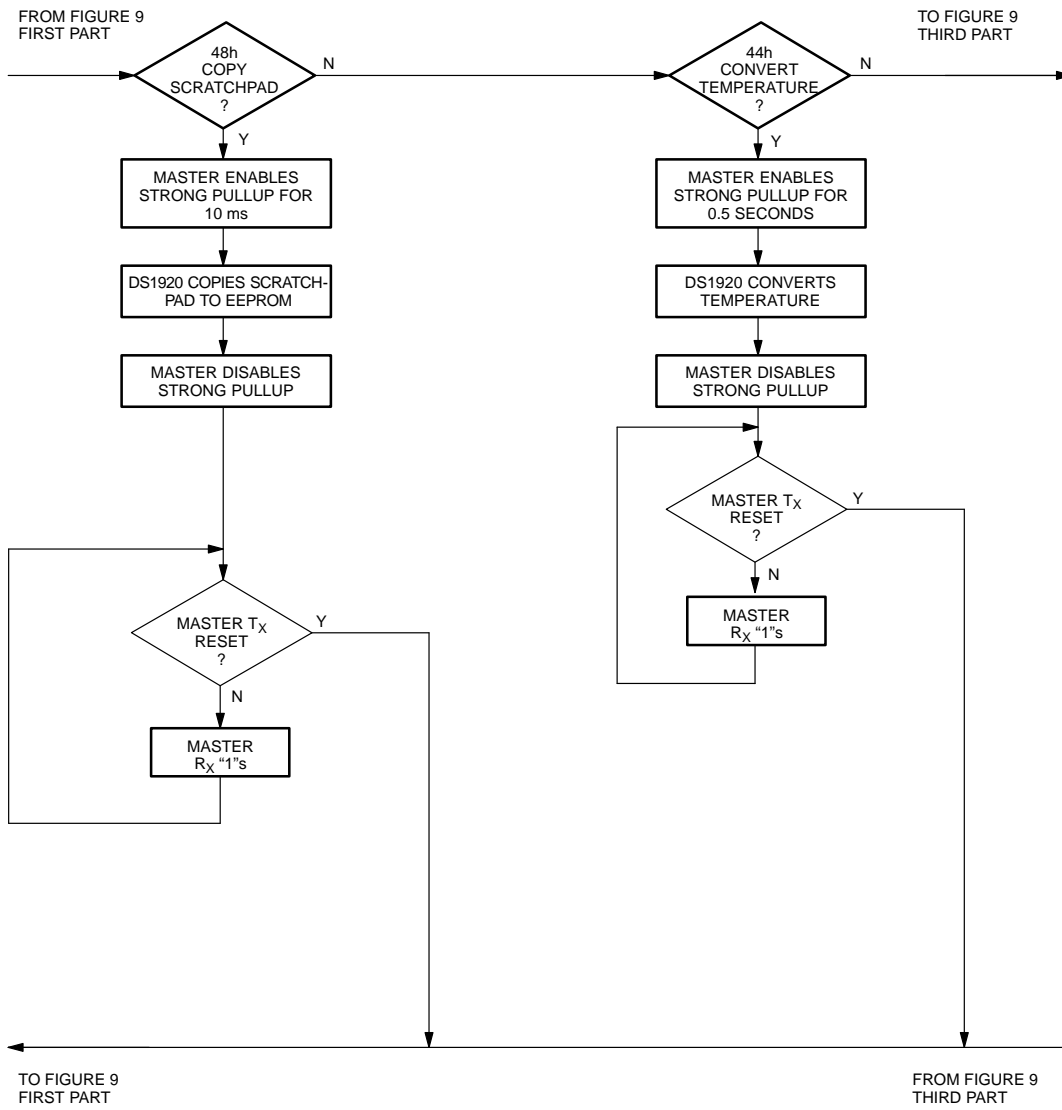 FROM FIGURE 9
FIRST PART
TO FIGURE 9
THIRD PART
48h
COPY
SCRATCHPAD
?
N
Y
44h
CONVERT
TEMPERATURE
?
N
Y
MASTER ENABLES
STRONG PULLUP FOR
10 ms
DS1920 COPIES SCRATCH-
PAD TO EEPROM
MASTER DISABLES
STRONG PULLUP
MASTER ENABLES
STRONG PULLUP FOR
0.5 SECONDS
DS1920 CONVERTS
TEMPERATURE
MASTER DISABLES
STRONG PULLUP
MASTER TX
RESET
?
Y
N
MASTER
RX “1”s
MASTER TX
RESET
?
Y
N
MASTER
RX “1”s
TO FIGURE 9
FIRST PART
FROM FIGURE 9
THIRD PART